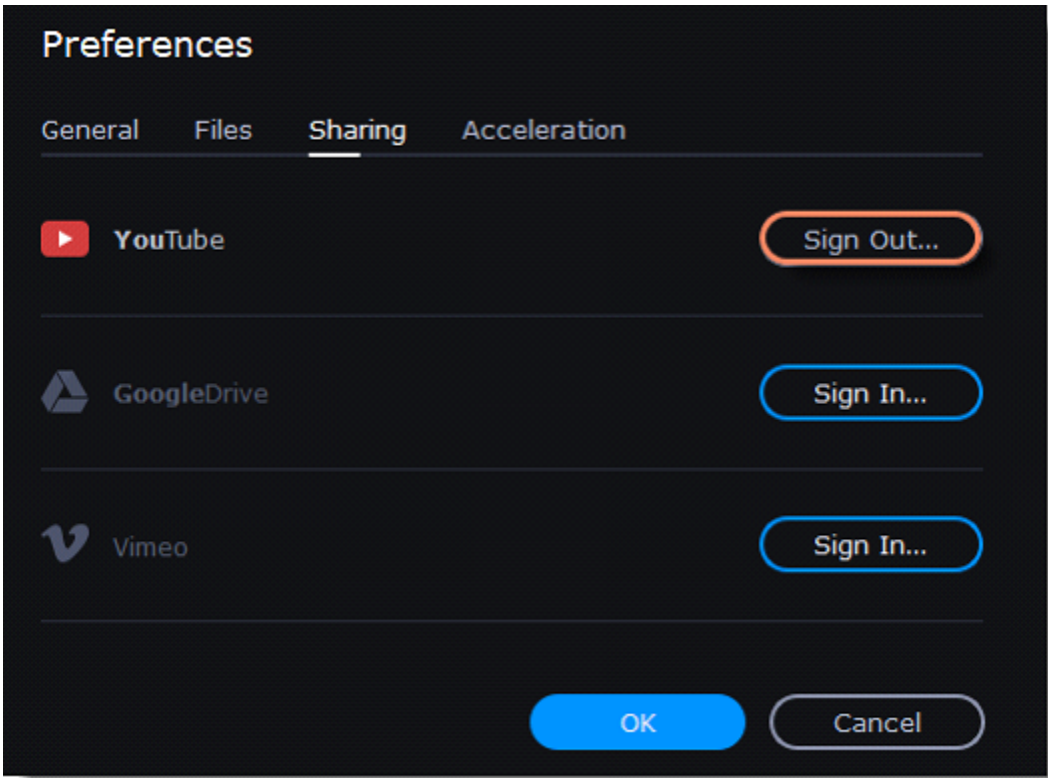 Preferences
General Files Sharing Acceleration
YouTube Sign Out...
GoogleDrive Sign In...
Vimeo Sign In...
OK Cancel